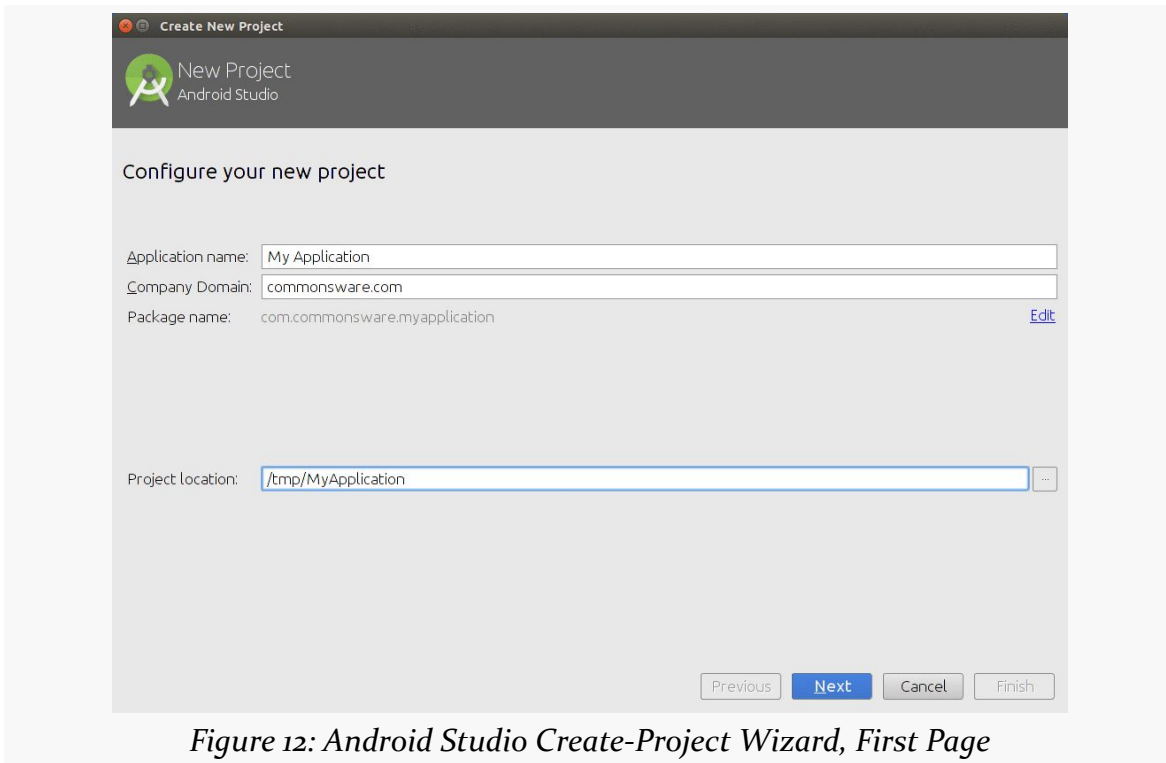 Create New Project
New Project
Android Studio
Configure your new project
Application name: My Application
Company Domain: commonsware.com
Package name: com.commonsware.myapplication Edit
Project location: /tmp/MyApplication ...
Previous Next Cancel Finish
Figure 12: Android Studio Create-Project Wizard, First Page